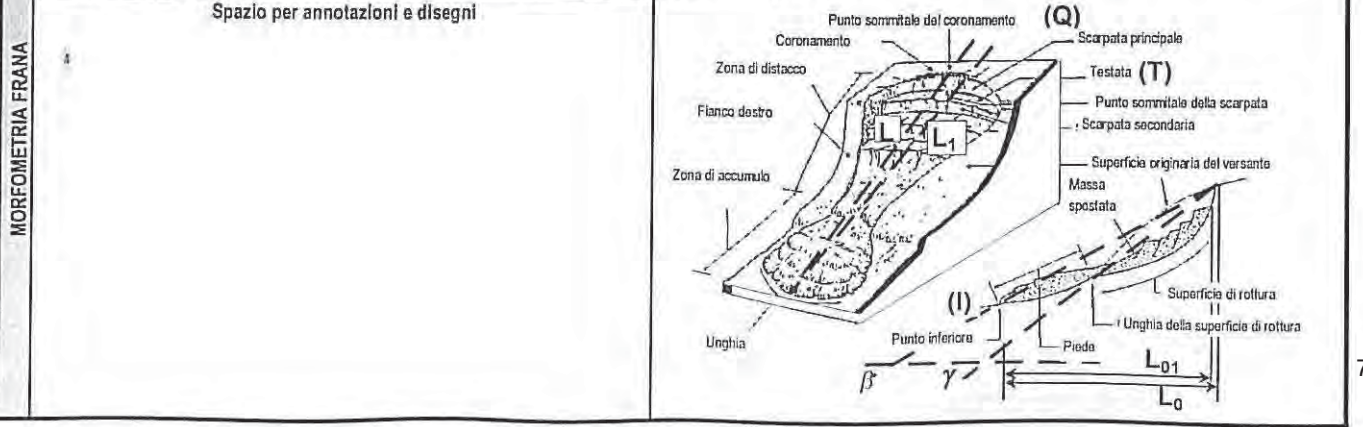 MORFOMETRIA FRANA
Spazio per annotazioni e disegni
Punto sommitale del coronamento (Q)
Coronamento
Scarpata principale
Zona di distacco
Testata (T)
Fianco destro
Punto sommitale della scarpata
Scarpata secondaria
L
L1
Zona di accumulo
Superficie originaria del versante
Massa
spostata
(I)
Superficie di rottura
Unghia della superficie di rottura
Unghia
Punto inferiore
Piede
β
γ
L01
L0
7